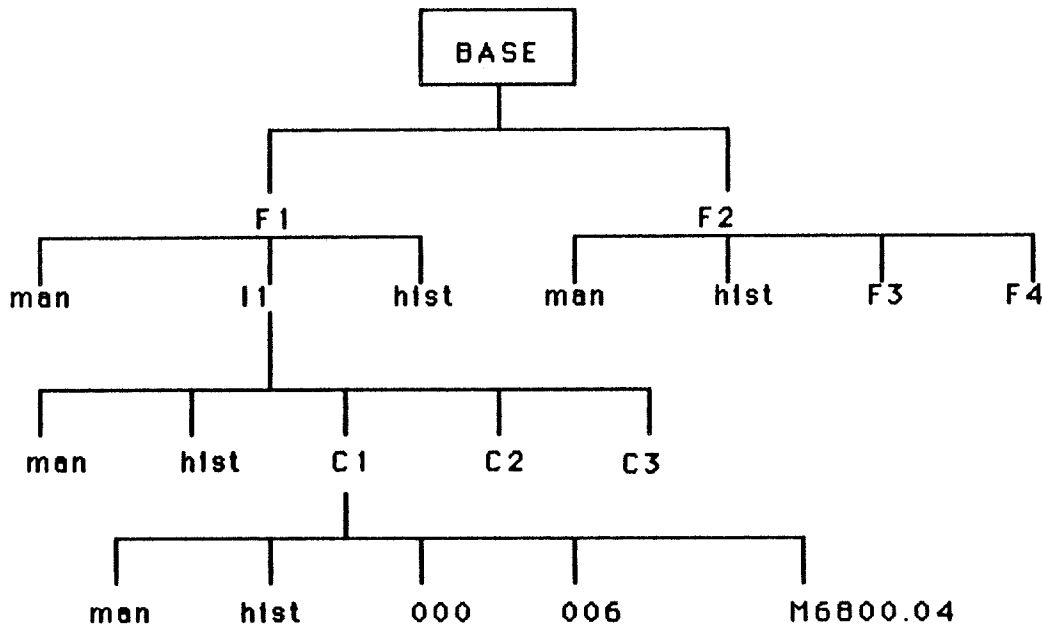 BASE
F1 F2
man I1 hist man hist F3 F4
man hist C1 C2 C3
man hist 000 006 M6800.04